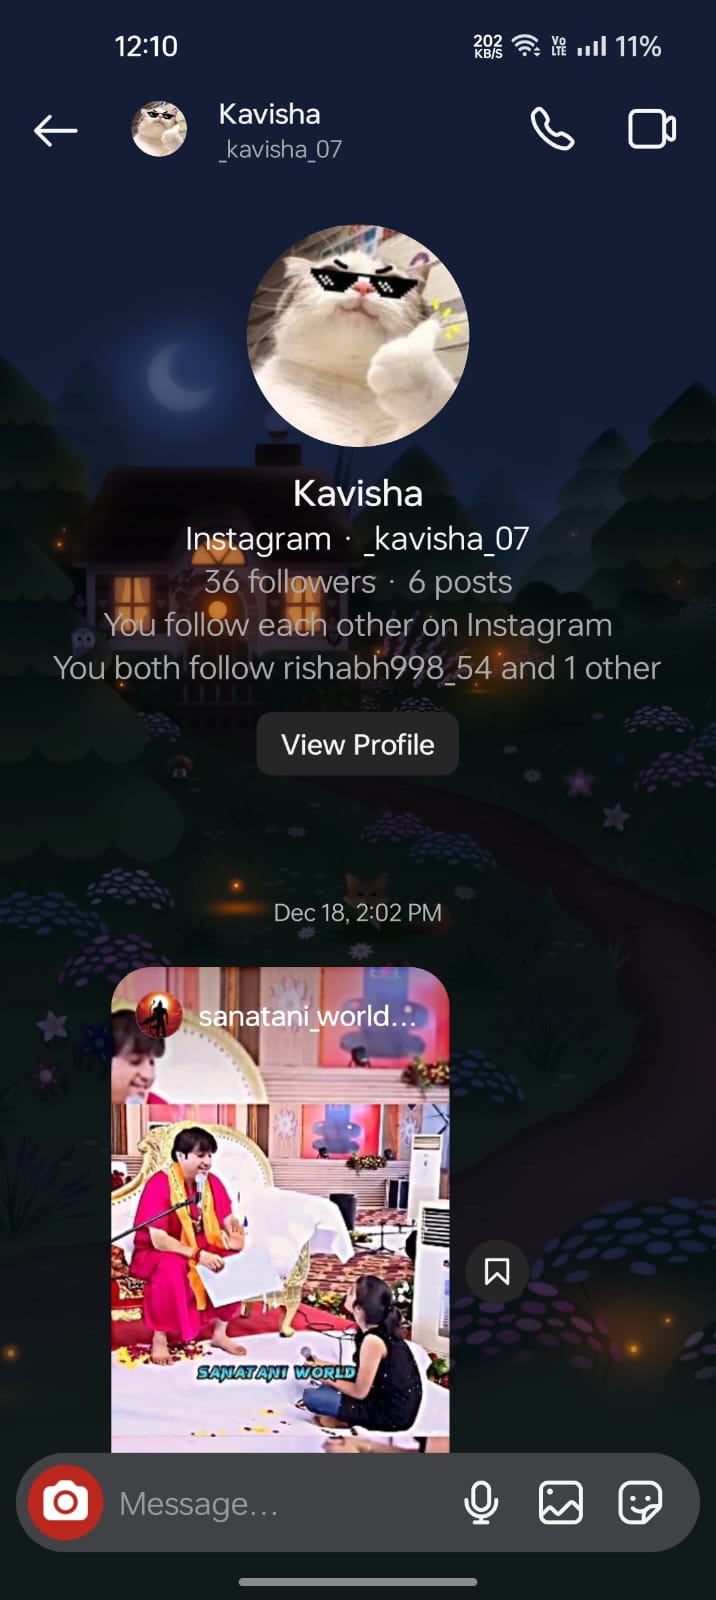 12:10
202 KB/S Vo LTE 11%
Kavisha
_kavisha_07
Kavisha
Instagram · _kavisha_07
36 followers · 6 posts
You follow each other on Instagram
You both follow rishabh998_54 and 1 other
View Profile
Dec 18, 2:02 PM
sanatani_world...
SANATANI WORLD
Message...